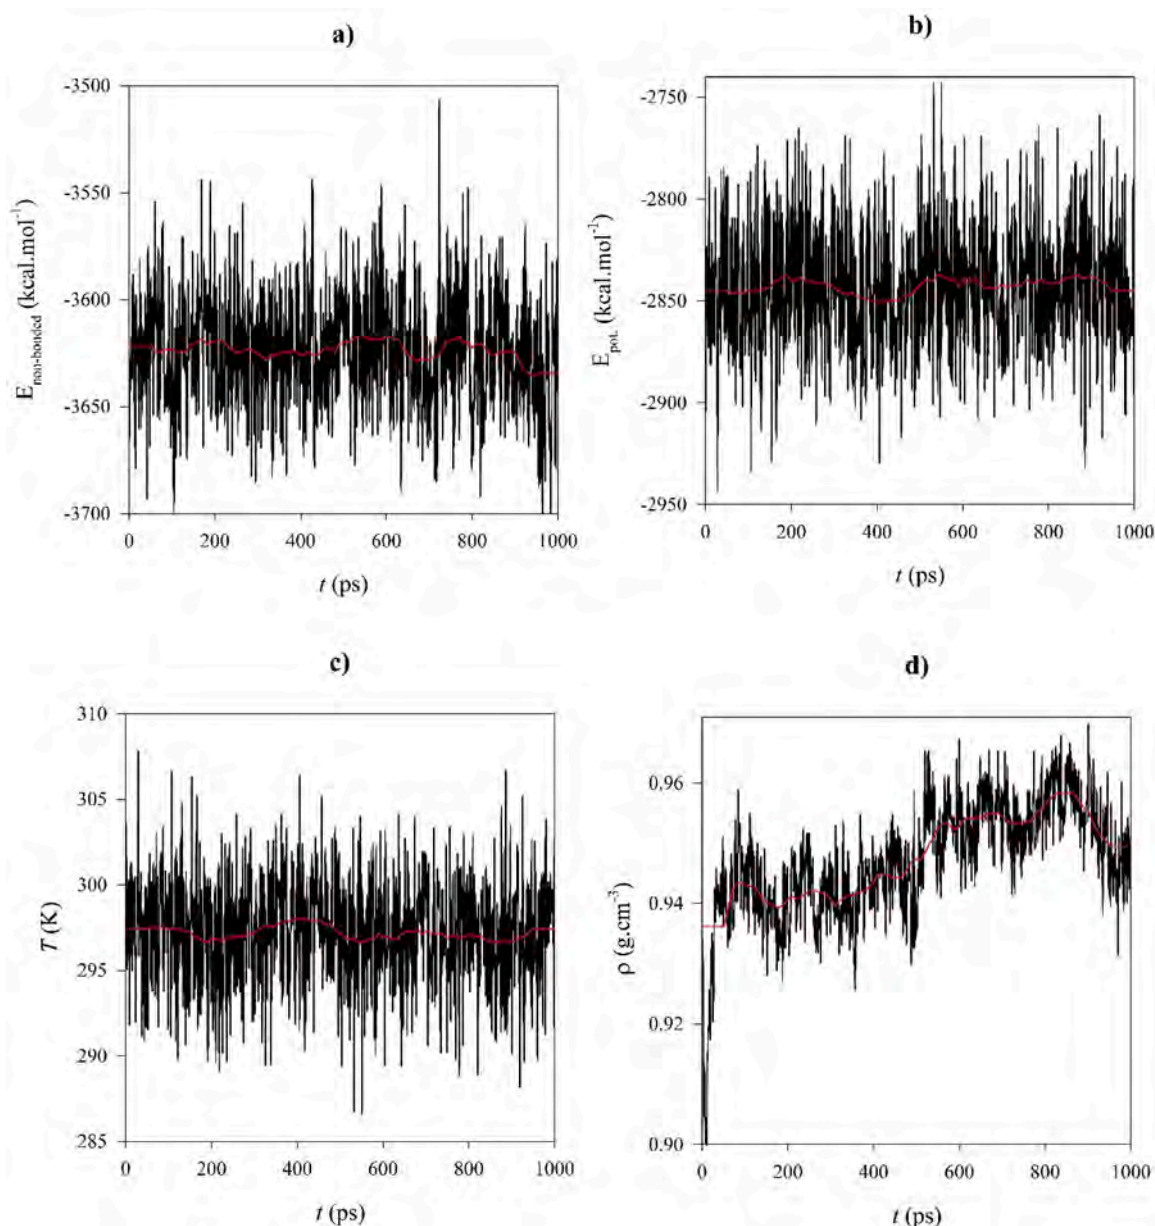 a)
E non-bonded (kcal.mol-1)
-3500
-3550
-3600
-3650
-3700
0 200 400 600 800 1000
t (ps)
b)
E pot. (kcal.mol-1)
-2750
-2800
-2850
-2900
-2950
0 200 400 600 800 1000
t (ps)
c)
T (K)
310
305
300
295
290
285
0 200 400 600 800 1000
t (ps)
d)
ρ (g.cm-3)
0.96
0.94
0.92
0.90
0 200 400 600 800 1000
t (ps)